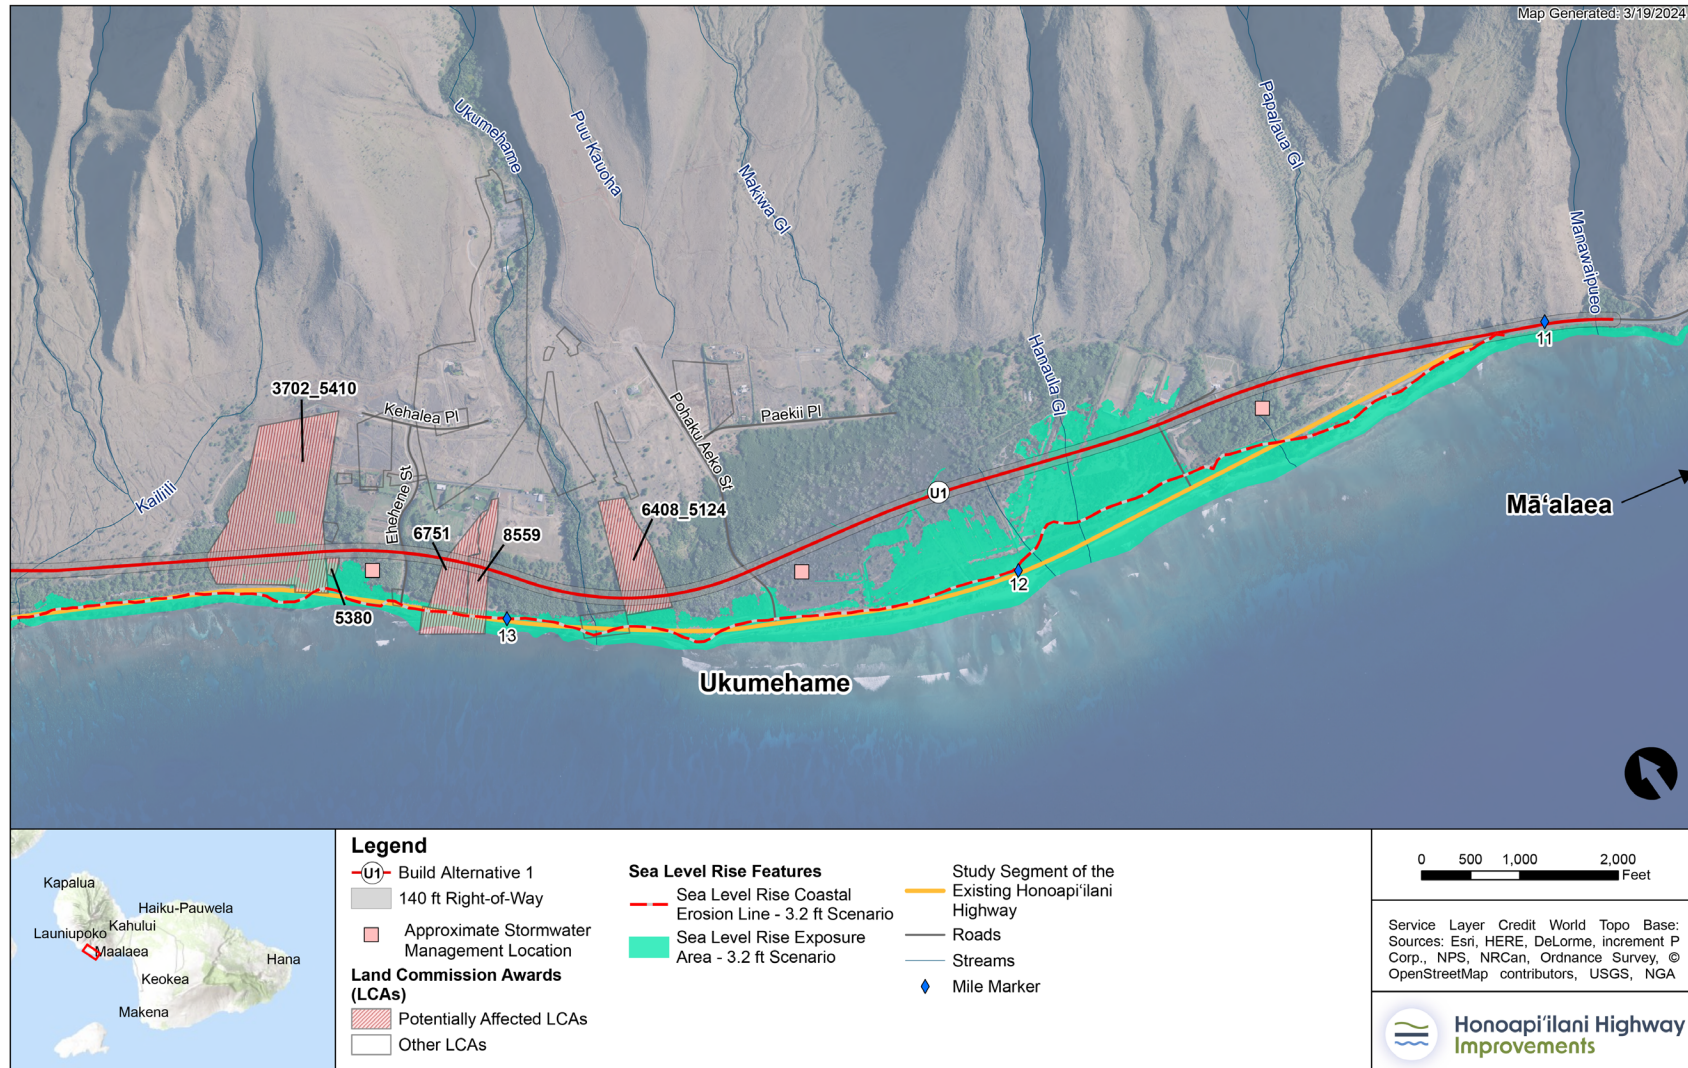 Map Generated: 3/19/2024
Ukumehame
Puu Kauoha
Makiwa Gl
Papalaua Gl
Manawaipueo
Hanaula Gl
11
3702_5410
Kehalea Pl
Pohaku Aeko St
Paekii Pl
Kailiili
Ehehene St
U1
Māʻalaea
6408_5124
6751
8559
12
5380
13
Ukumehame
Kapalua
Haiku-Pauwela
Kahului
Launiupoko
Maalaea
Hana
Keokea
Makena
Legend
U1 Build Alternative 1
140 ft Right-of-Way
Approximate Stormwater
Management Location
Land Commission Awards
(LCAs)
Potentially Affected LCAs
Other LCAs
Sea Level Rise Features
Sea Level Rise Coastal
Erosion Line - 3.2 ft Scenario
Sea Level Rise Exposure
Area - 3.2 ft Scenario
Study Segment of the
Existing Honoapiʻilani
Highway
Roads
Streams
Mile Marker
0 500 1,000 2,000
Feet
Service Layer Credit World Topo Base:
Sources: Esri, HERE, DeLorme, increment P
Corp., NPS, NRCan, Ordnance Survey, ©
OpenStreetMap contributors, USGS, NGA
Honoapiʻilani Highway
Improvements